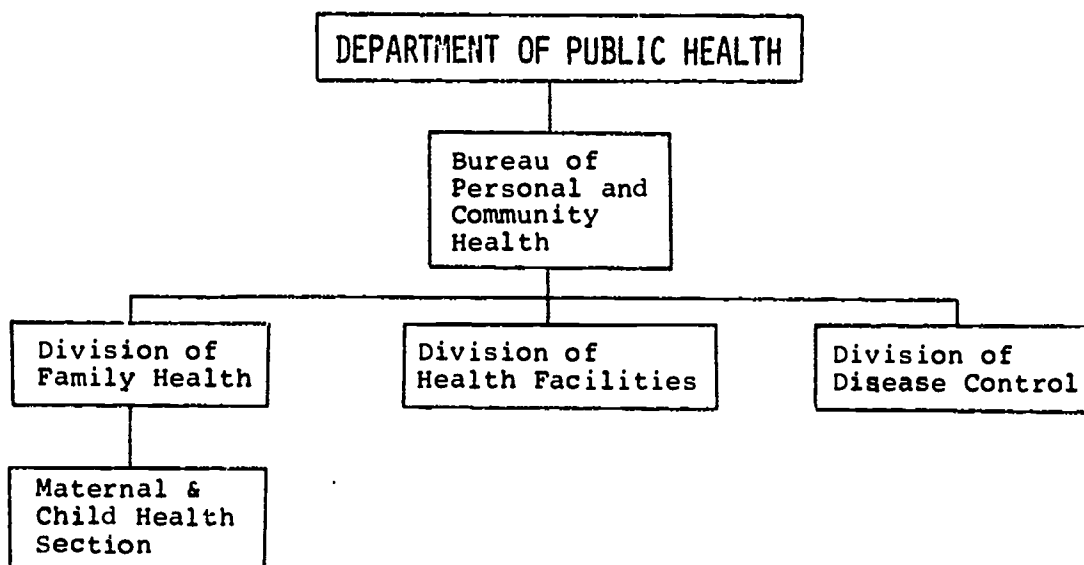 DEPARTMENT OF PUBLIC HEALTH
Bureau of
Personal and
Community
Health
Division of
Family Health
Division of
Health Facilities
Division of
Disease Control
Maternal &
Child Health
Section